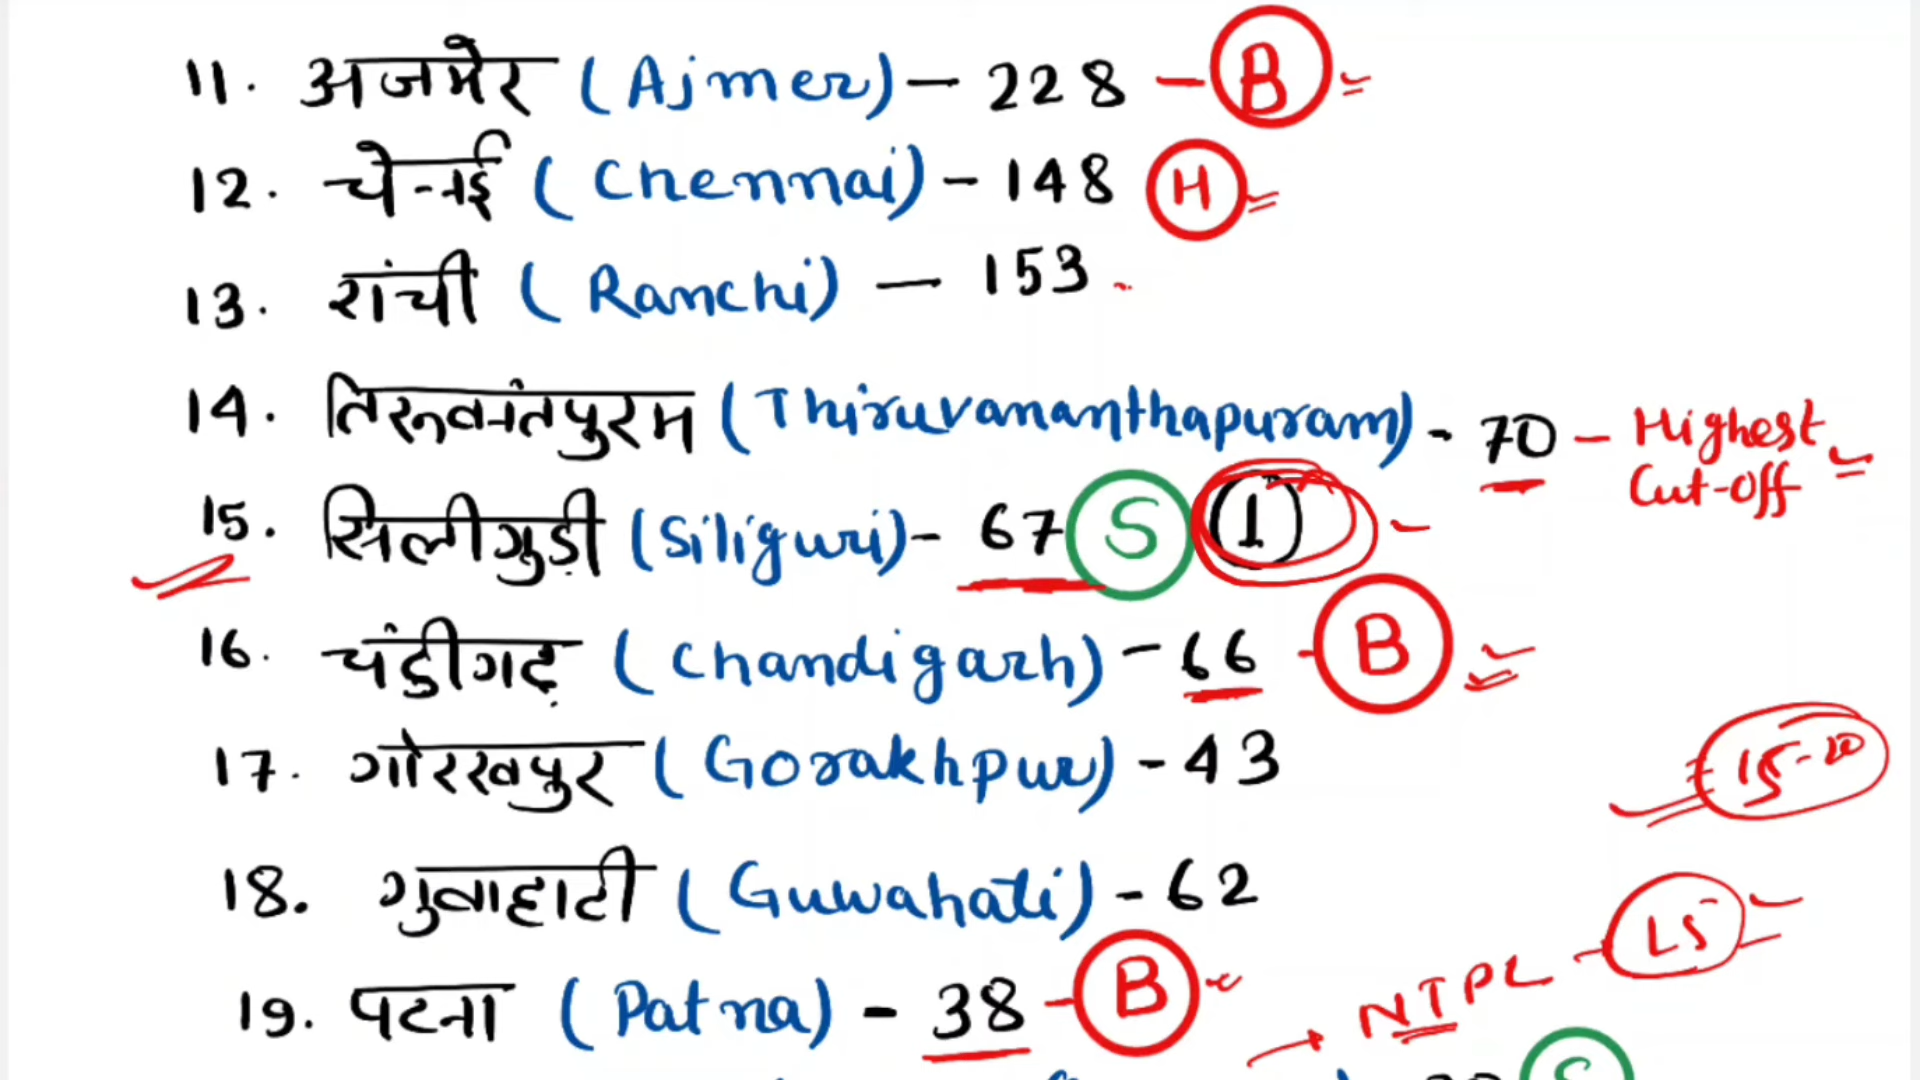 11. अजमेर (Ajmer) – 228 – B
12. चेन्नई (Chennai) – 148 H
13. रांची (Ranchi) – 153
14. तिरूवनंतपुरम (Thiruvananthapuram) - 70 – Highest Cut-off
15. सिलीगुड़ी (Siliguri) - 67 S 1
16. चंडीगढ़ (Chandigarh) - 66 - B
17. गोरखपुर (Gorakhpur) - 43
15-20
18. गुवाहाटी (Guwahati) - 62
19. पटना (Patna) - 38 - B
S